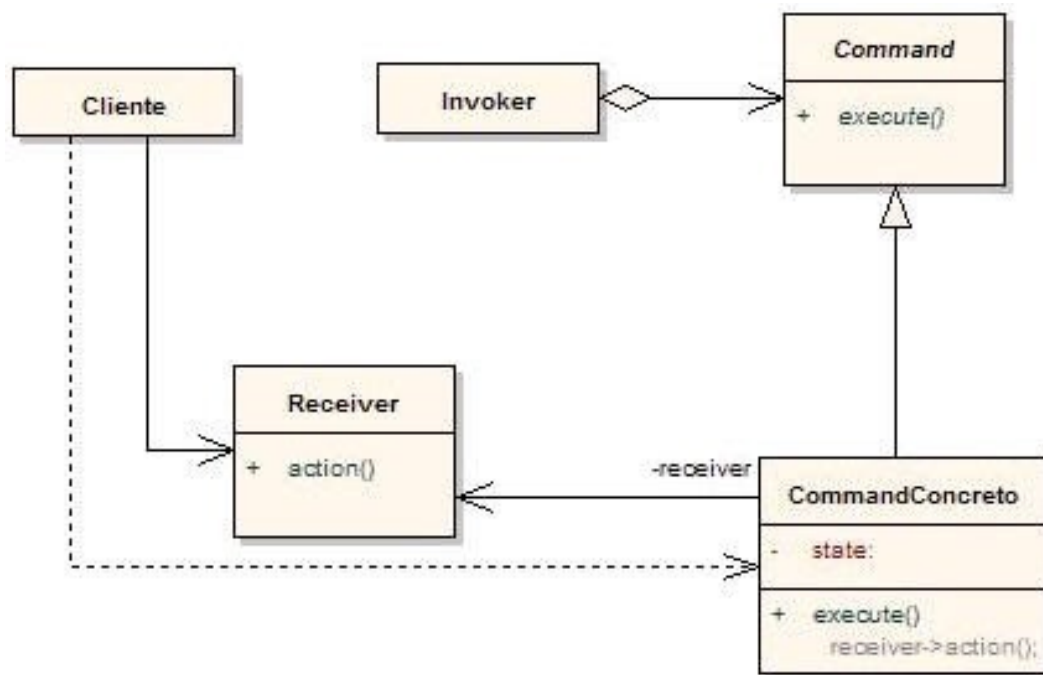 Command
+ execute()
Cliente
Invoker
Receiver
+ action()
-receiver
CommandConcreto
- state:
+ execute()
receiver->action();